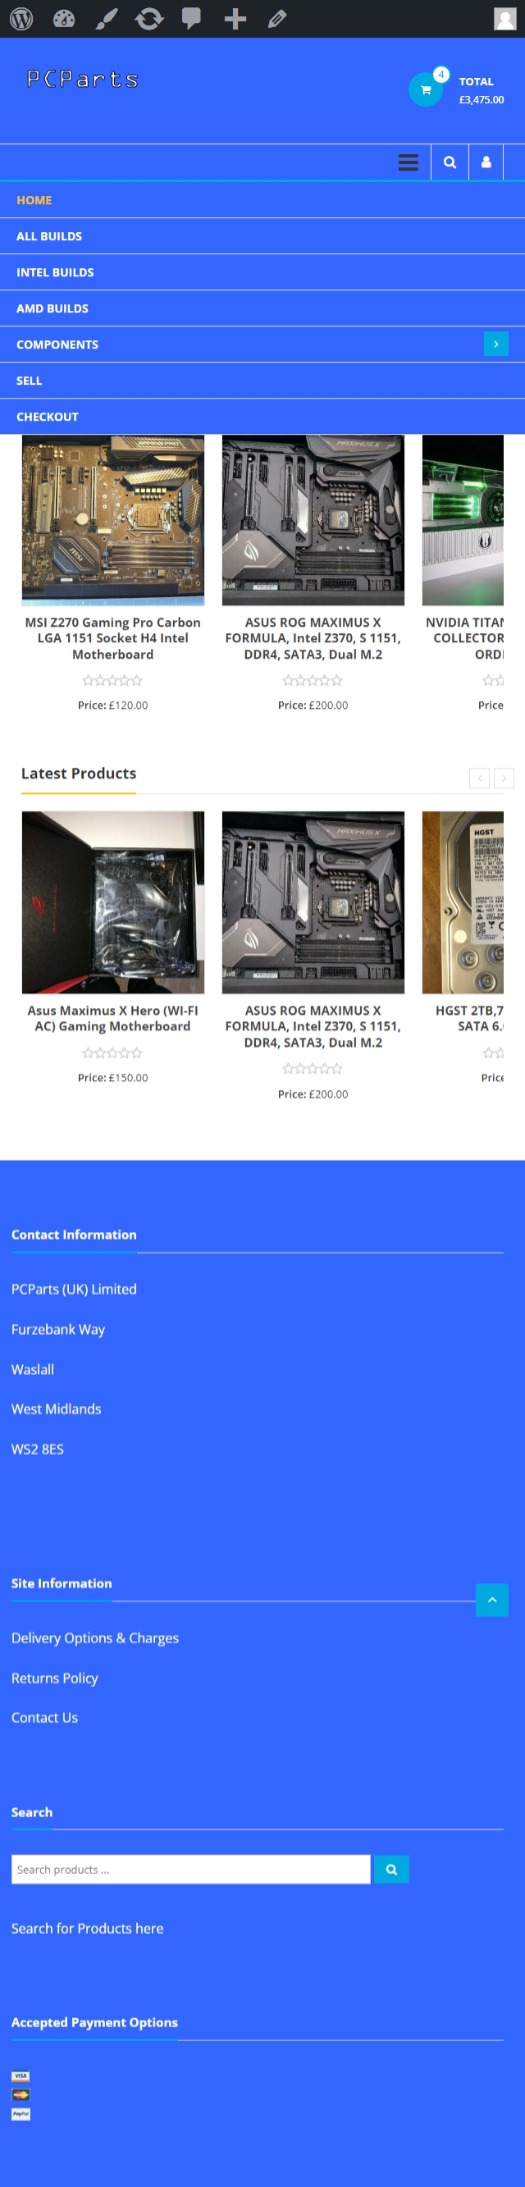 PCParts
4
TOTAL
£3,475.00
HOME
ALL BUILDS
INTEL BUILDS
AMD BUILDS
COMPONENTS
SELL
CHECKOUT
MSI Z270 Gaming Pro Carbon
LGA 1151 Socket H4 Intel
Motherboard
Price: £120.00
ASUS ROG MAXIMUS X
FORMULA, Intel Z370, S 1151,
DDR4, SATA3, Dual M.2
Price: £200.00
NVIDIA TITAN
COLLECTOR
ORD
Price
Latest Products
HGST
Asus Maximus X Hero (WI-FI
AC) Gaming Motherboard
Price: £150.00
ASUS ROG MAXIMUS X
FORMULA, Intel Z370, S 1151,
DDR4, SATA3, Dual M.2
Price: £200.00
HGST 2TB,7
SATA 6.
Price
Contact Information
PCParts (UK) Limited
Furzebank Way
Waslall
West Midlands
WS2 8ES
Site Information
Delivery Options & Charges
Returns Policy
Contact Us
Search
Search products ...
Search for Products here
Accepted Payment Options
VISA
PayPal